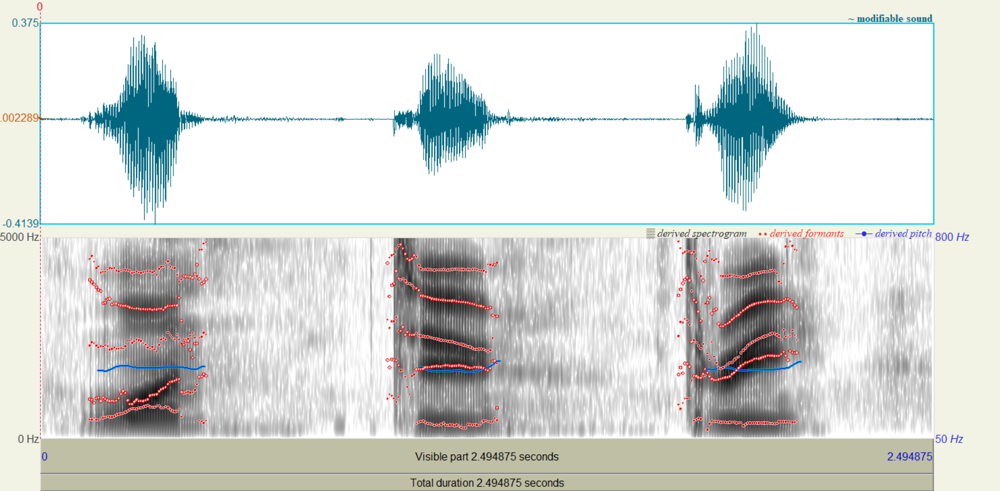 0
0.375
~ modifiable sound
.002289
-0.4139
5000 Hz
derived spectrogram
derived formants
derived pitch
800 Hz
0 Hz
50 Hz
0
Visible part 2.494875 seconds
2.494875
Total duration 2.494875 seconds